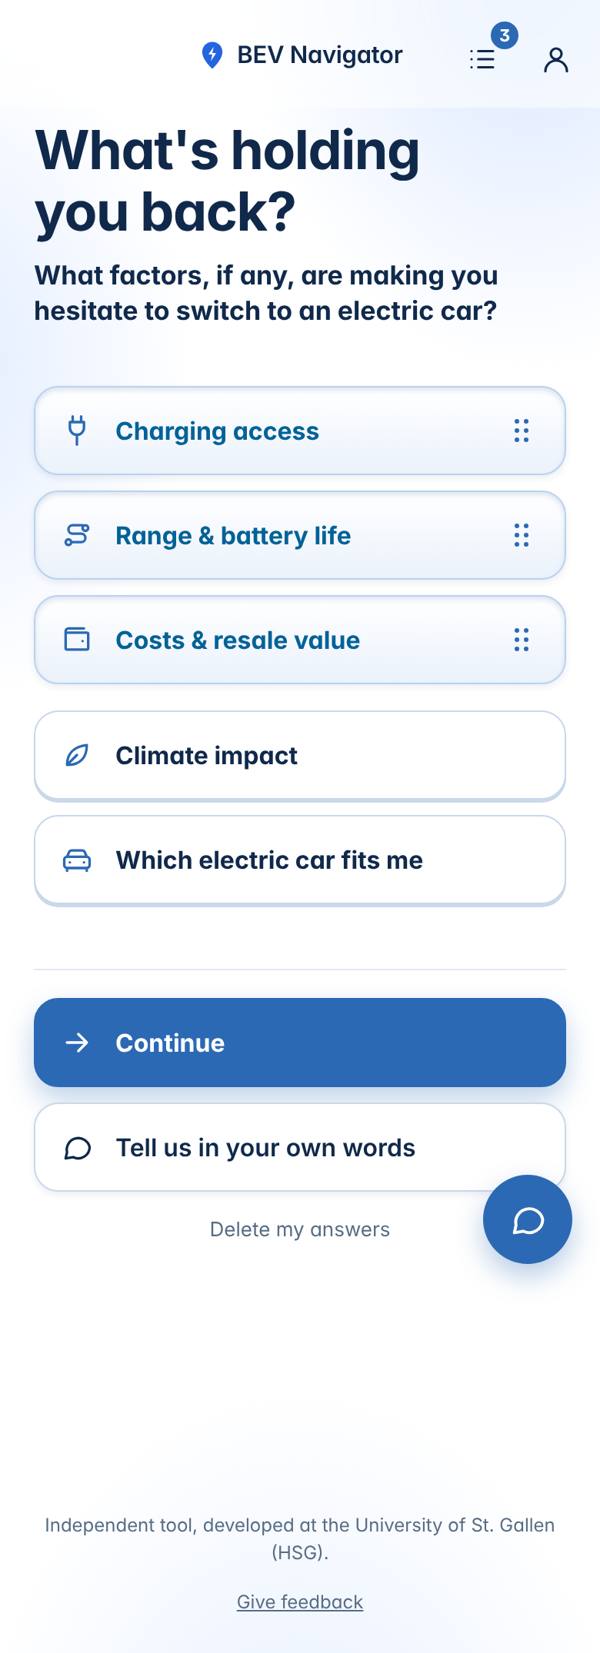 BEV Navigator
3
What's holding
you back?
What factors, if any, are making you
hesitate to switch to an electric car?
Charging access
Range & battery life
Costs & resale value
Climate impact
Which electric car fits me
Continue
Tell us in your own words
Delete my answers
Independent tool, developed at the University of St. Gallen
(HSG).
Give feedback